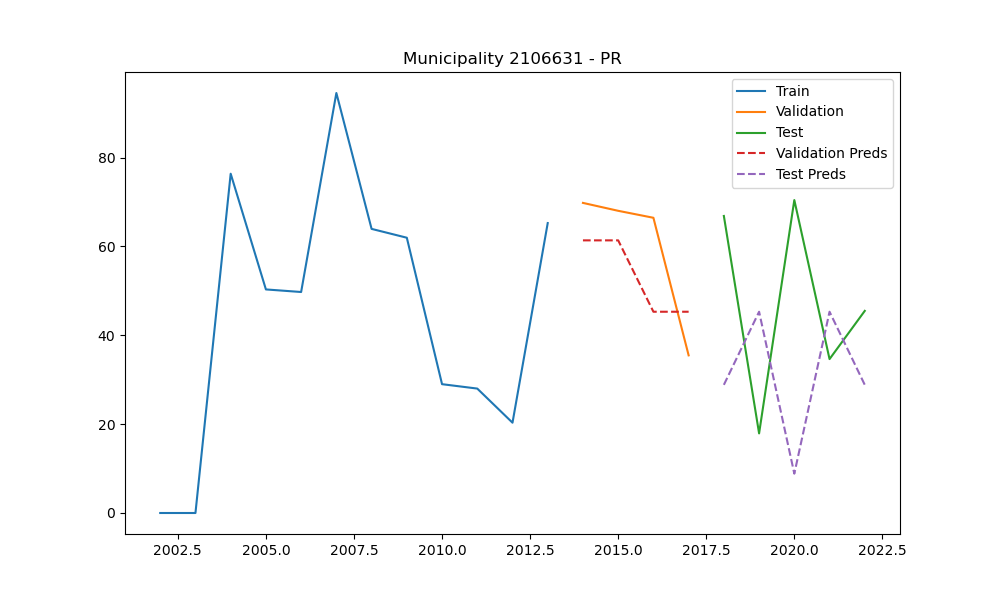 Municipality 2106631 - PR
Train
Validation
Test
Validation Preds
Test Preds
80
60
40
20
0
2002.5 2005.0 2007.5 2010.0 2012.5 2015.0 2017.5 2020.0 2022.5